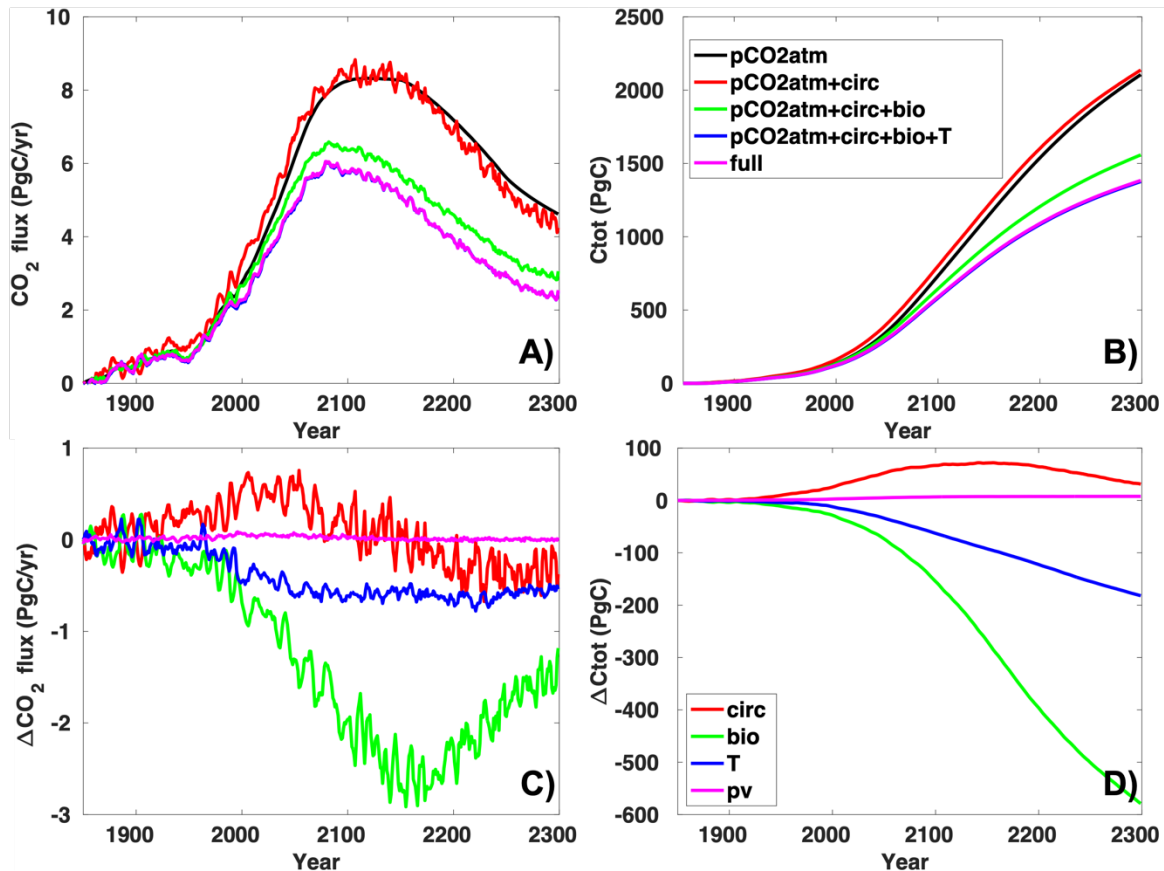 10
8
6
4
2
0
CO2 flux (PgC/yr)
1900
2000
2100
2200
2300
Year
A)
2500
2000
1500
1000
500
0
Ctot (PgC)
pCO2atm
pCO2atm+circ
pCO2atm+circ+bio
pCO2atm+circ+bio+T
full
1900
2000
2100
2200
2300
Year
B)
1
0
-1
-2
-3
ΔCO2 flux (PgC/yr)
1900
2000
2100
2200
2300
Year
C)
100
0
-100
-200
-300
-400
-500
-600
ΔCtot (PgC)
circ
bio
T
pv
1900
2000
2100
2200
2300
Year
D)